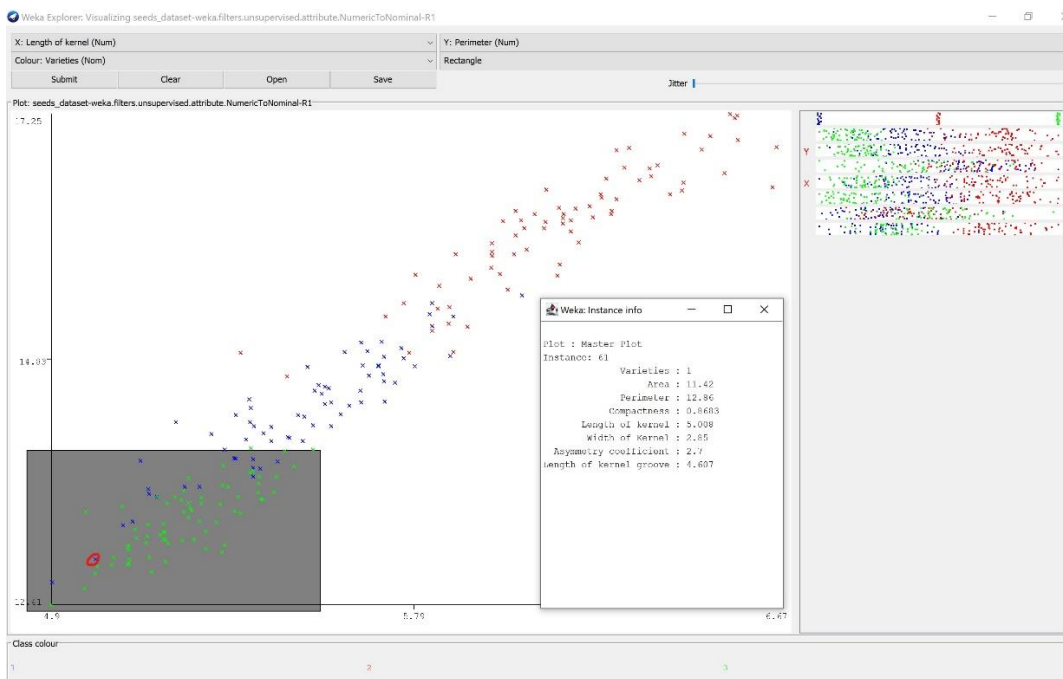 Weka Explorer: Visualizing seeds_dataset-weka.filters.unsupervised.attribute.NumericToNominal-R1
X: Length of kernel (Num)
Y: Perimeter (Num)
Colour: Varieties (Nom)
Rectangle
Submit
Clear
Open
Save
Jitter
Plot: seeds_dataset-weka.filters.unsupervised.attribute.NumericToNominal-R1
17.25
Y
X
Weka: Instance info
Plot : Master Plot
Instance: 61
Varieties : 1
Area : 11.42
Perimeter : 12.86
Compactness : 0.8683
Length of kernel : 5.008
Width of Kernel : 2.85
Asymmetry coefficient : 2.7
Length of kernel groove : 4.607
14.83
12.41
4.9
5.79
6.67
Class colour
1
2
3